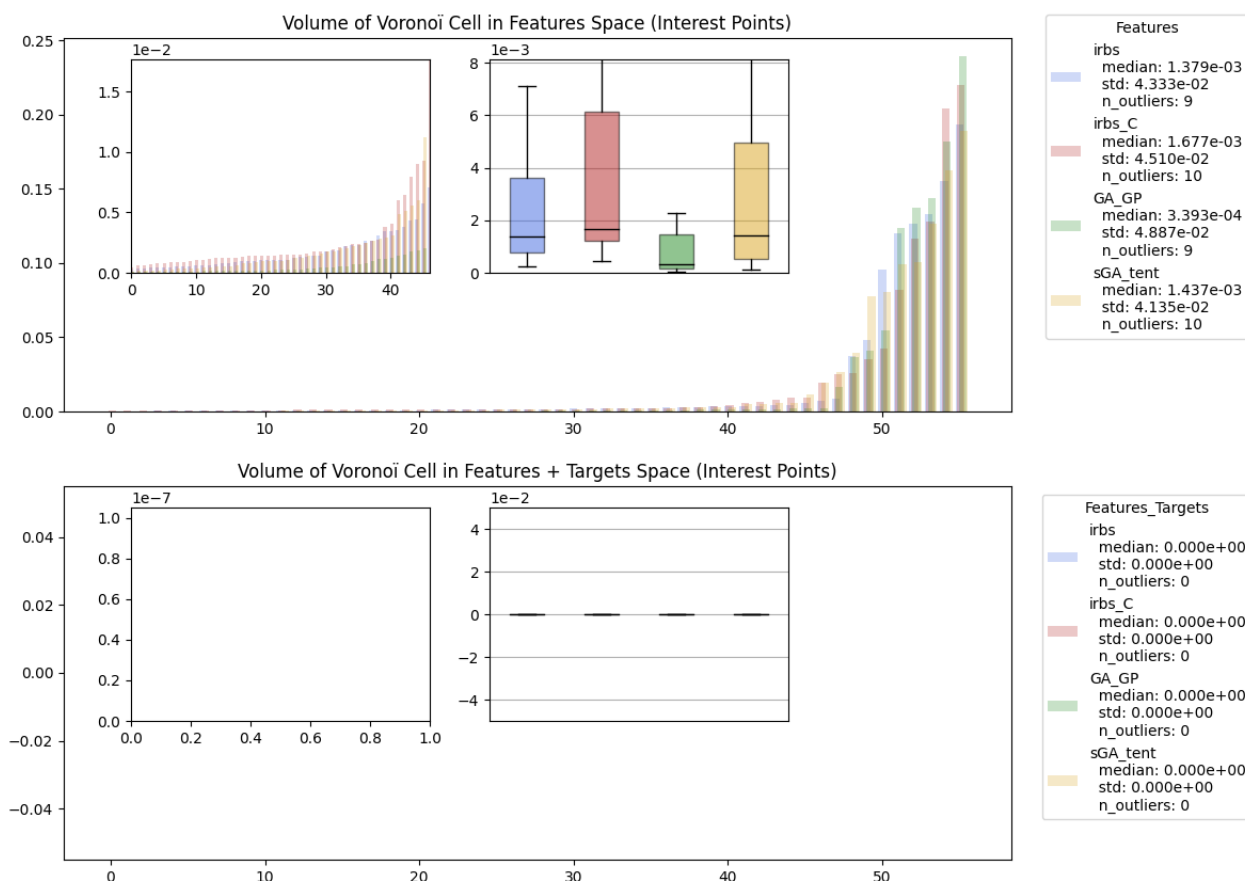 Volume of Voronoï Cell in Features Space (Interest Points)
0.25
0.20
0.15
0.10
0.05
0.00
0
10
20
30
40
50
1e−2
1.5
1.0
0.5
0.0
0
10
20
30
40
1e−3
8
6
4
2
0
Features
irbs
median: 1.379e-03
std: 4.333e-02
n_outliers: 9
irbs_C
median: 1.677e-03
std: 4.510e-02
n_outliers: 10
GA_GP
median: 3.393e-04
std: 4.887e-02
n_outliers: 9
sGA_tent
median: 1.437e-03
std: 4.135e-02
n_outliers: 10
Volume of Voronoï Cell in Features + Targets Space (Interest Points)
0.04
0.02
0.00
−0.02
−0.04
0
10
20
30
40
50
1e−7
1.0
0.8
0.6
0.4
0.2
0.0
0.0
0.2
0.4
0.6
0.8
1.0
1e−2
4
2
0
−2
−4
Features_Targets
irbs
median: 0.000e+00
std: 0.000e+00
n_outliers: 0
irbs_C
median: 0.000e+00
std: 0.000e+00
n_outliers: 0
GA_GP
median: 0.000e+00
std: 0.000e+00
n_outliers: 0
sGA_tent
median: 0.000e+00
std: 0.000e+00
n_outliers: 0